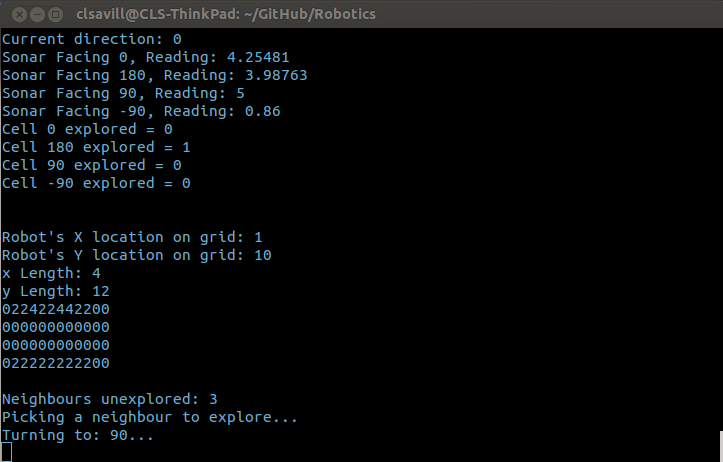 clsavill@CLS-ThinkPad: ~/GitHub/Robotics
Current direction: 0
Sonar Facing 0, Reading: 4.25481
Sonar Facing 180, Reading: 3.98763
Sonar Facing 90, Reading: 5
Sonar Facing -90, Reading: 0.86
Cell 0 explored = 0
Cell 180 explored = 1
Cell 90 explored = 0
Cell -90 explored = 0
Robot's X location on grid: 1
Robot's Y location on grid: 10
x Length: 4
y Length: 12
022422442200
000000000000
000000000000
022222222200
Neighbours unexplored: 3
Picking a neighbour to explore...
Turning to: 90...